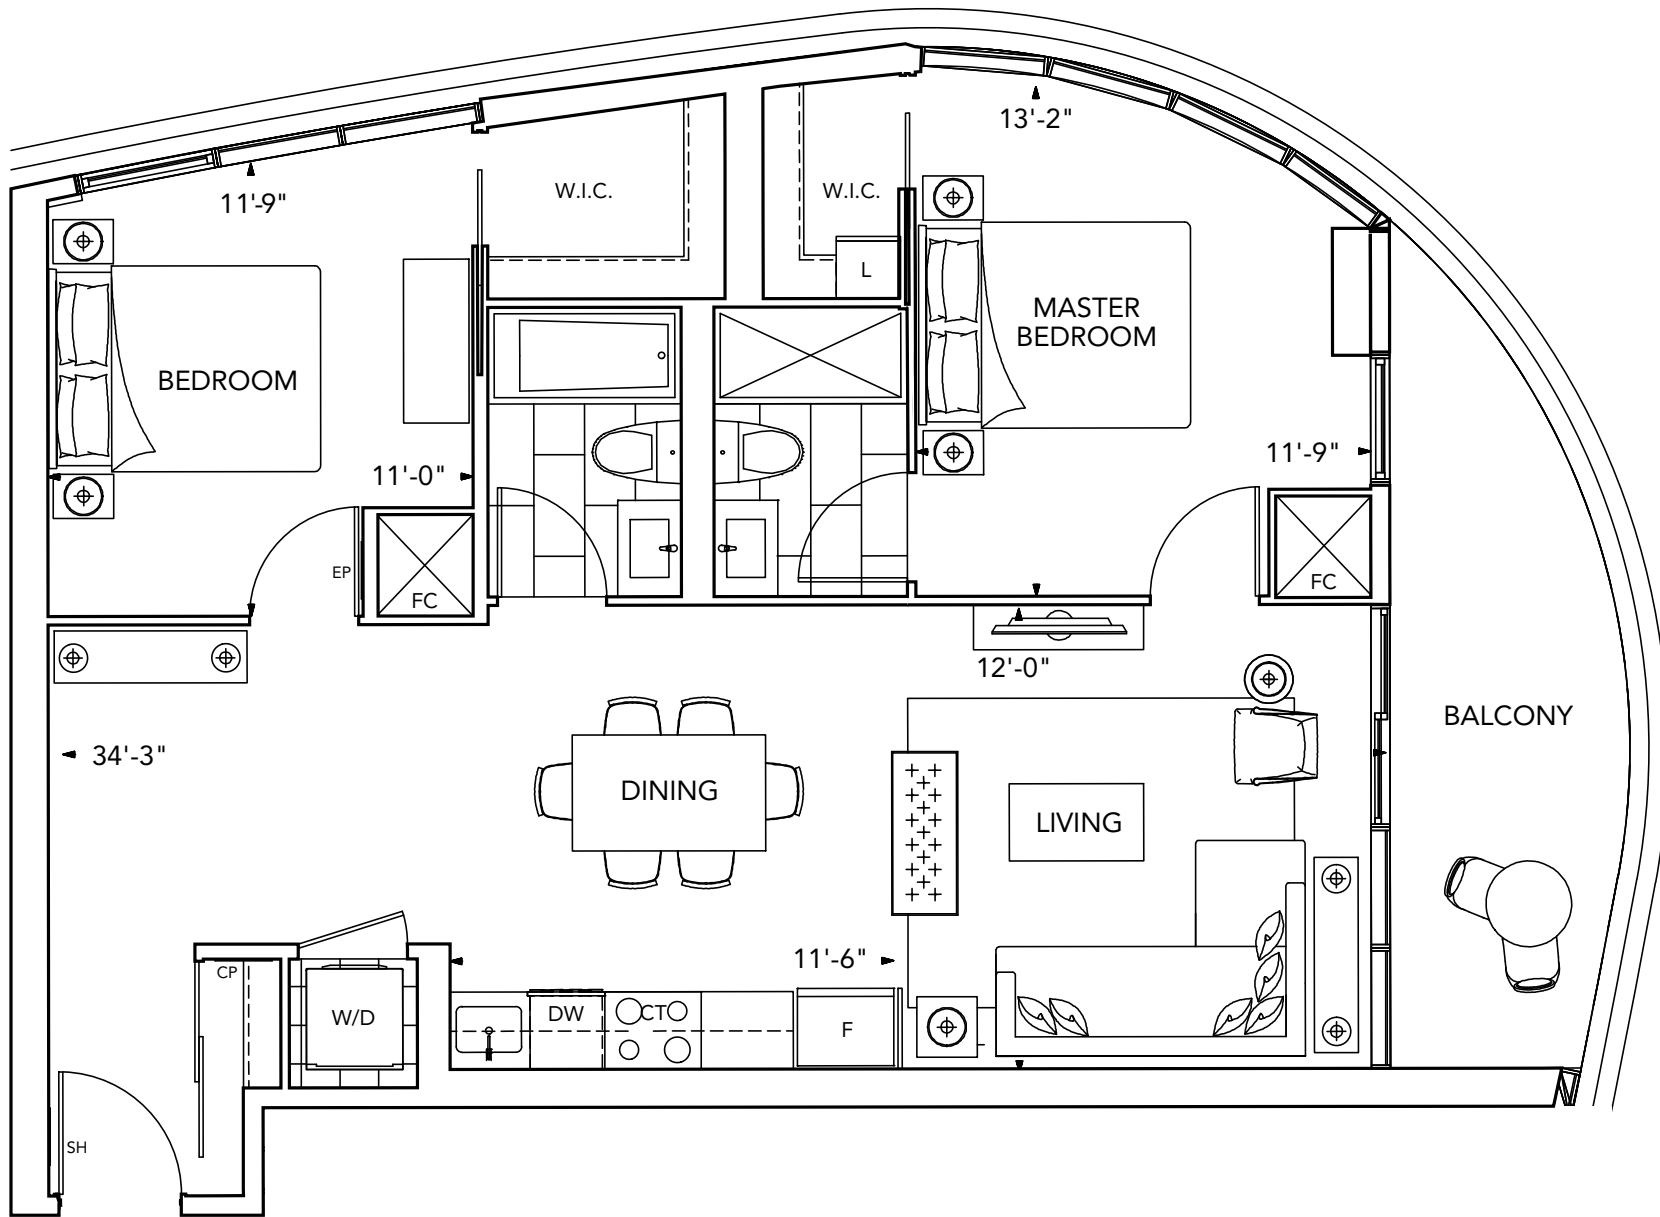 13'-2"
11'-9"
W.I.C.
W.I.C.
L
MASTER
BEDROOM
BEDROOM
11'-0"
11'-9"
EP
FC
FC
12'-0"
34'-3"
DINING
LIVING
BALCONY
11'-6"
CP
W/D
DW
CT
F
SH